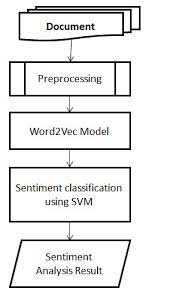 Document
Preprocessing
Word2Vec Model
Sentiment classification
using SVM
Sentiment
Analysis Result